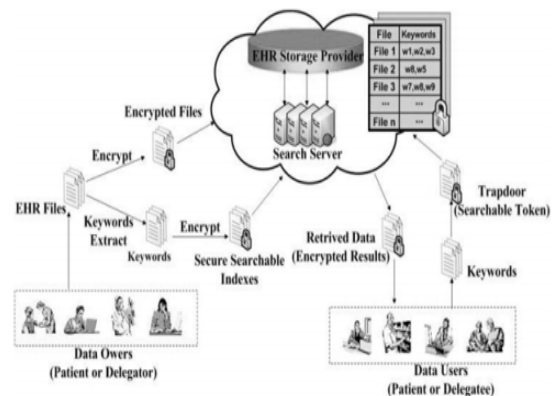 File Keywords
File 1 w1,w2,w3
File 2 w6,w5
File 3 w7,w8,w9
... ...
File n ...
EHR Storage Provider
Search Server
Encrypted Files
Encrypt
EHR Files
Keywords
Extract
Keywords
Encrypt
Secure Searchable
Indexes
Retrived Data
(Encrypted Results)
Trapdoor
(Searchable Token)
Keywords
Data Owers
(Patient or Delegator)
Data Users
(Patient or Delegatee)